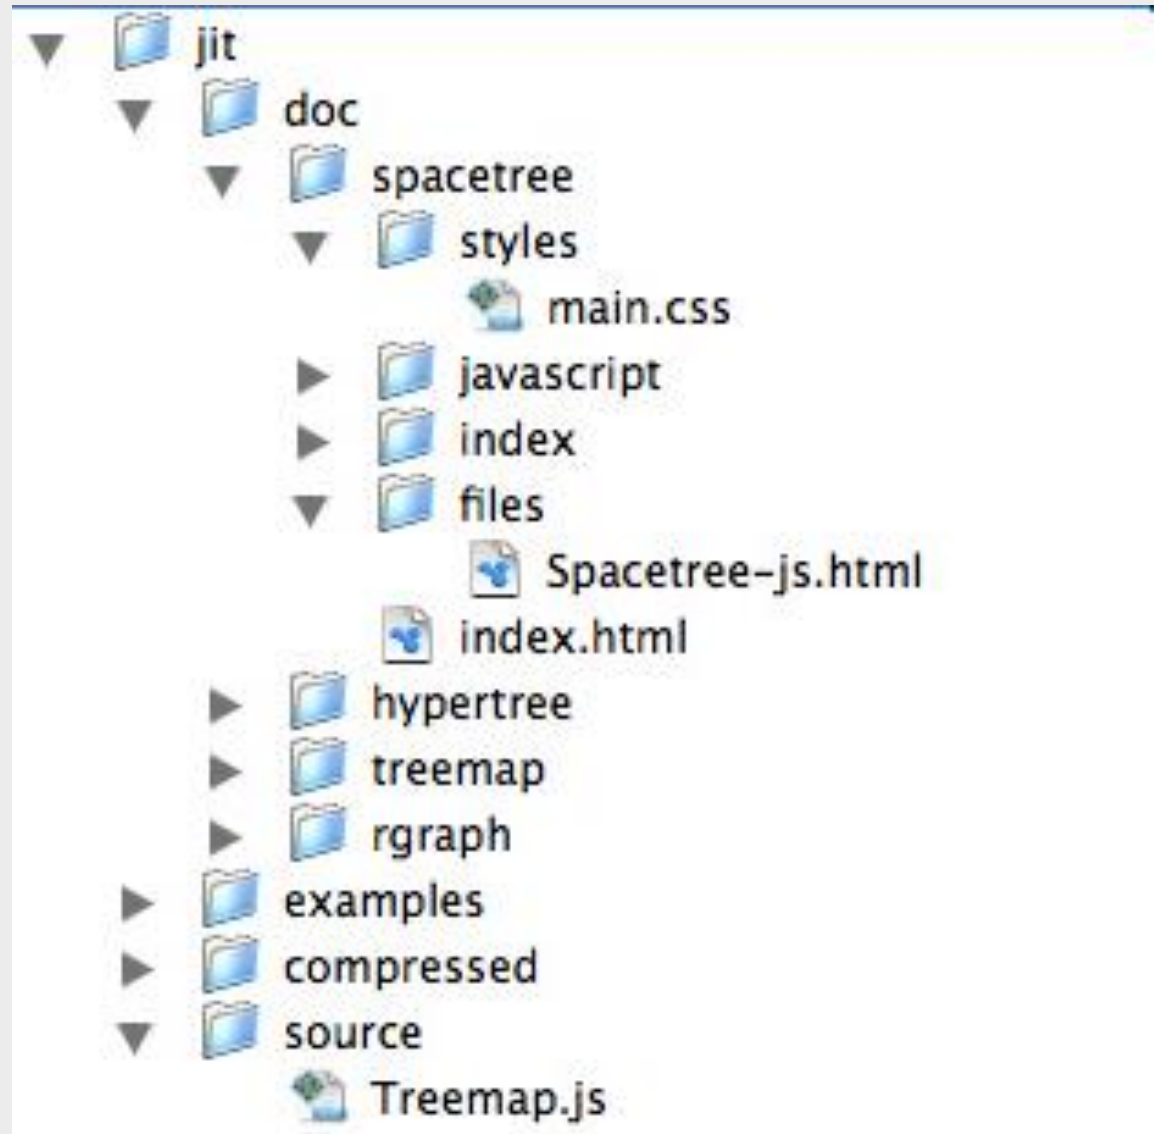 jit
doc
spacetree
styles
main.css
javascript
index
files
Spacetree-js.html
index.html
hypertree
treemap
rgraph
examples
compressed
source
Treemap.js